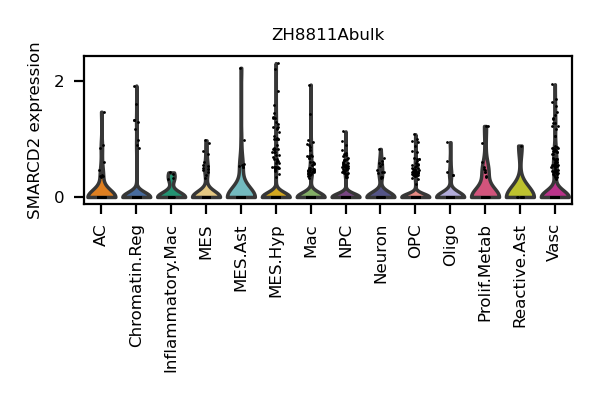 ZH8811Abulk
SMARCD2 expression
2
0
AC
Chromatin.Reg
Inflammatory.Mac
MES
MES.Ast
MES.Hyp
Mac
NPC
Neuron
OPC
Oligo
Prolif.Metab
Reactive.Ast
Vasc